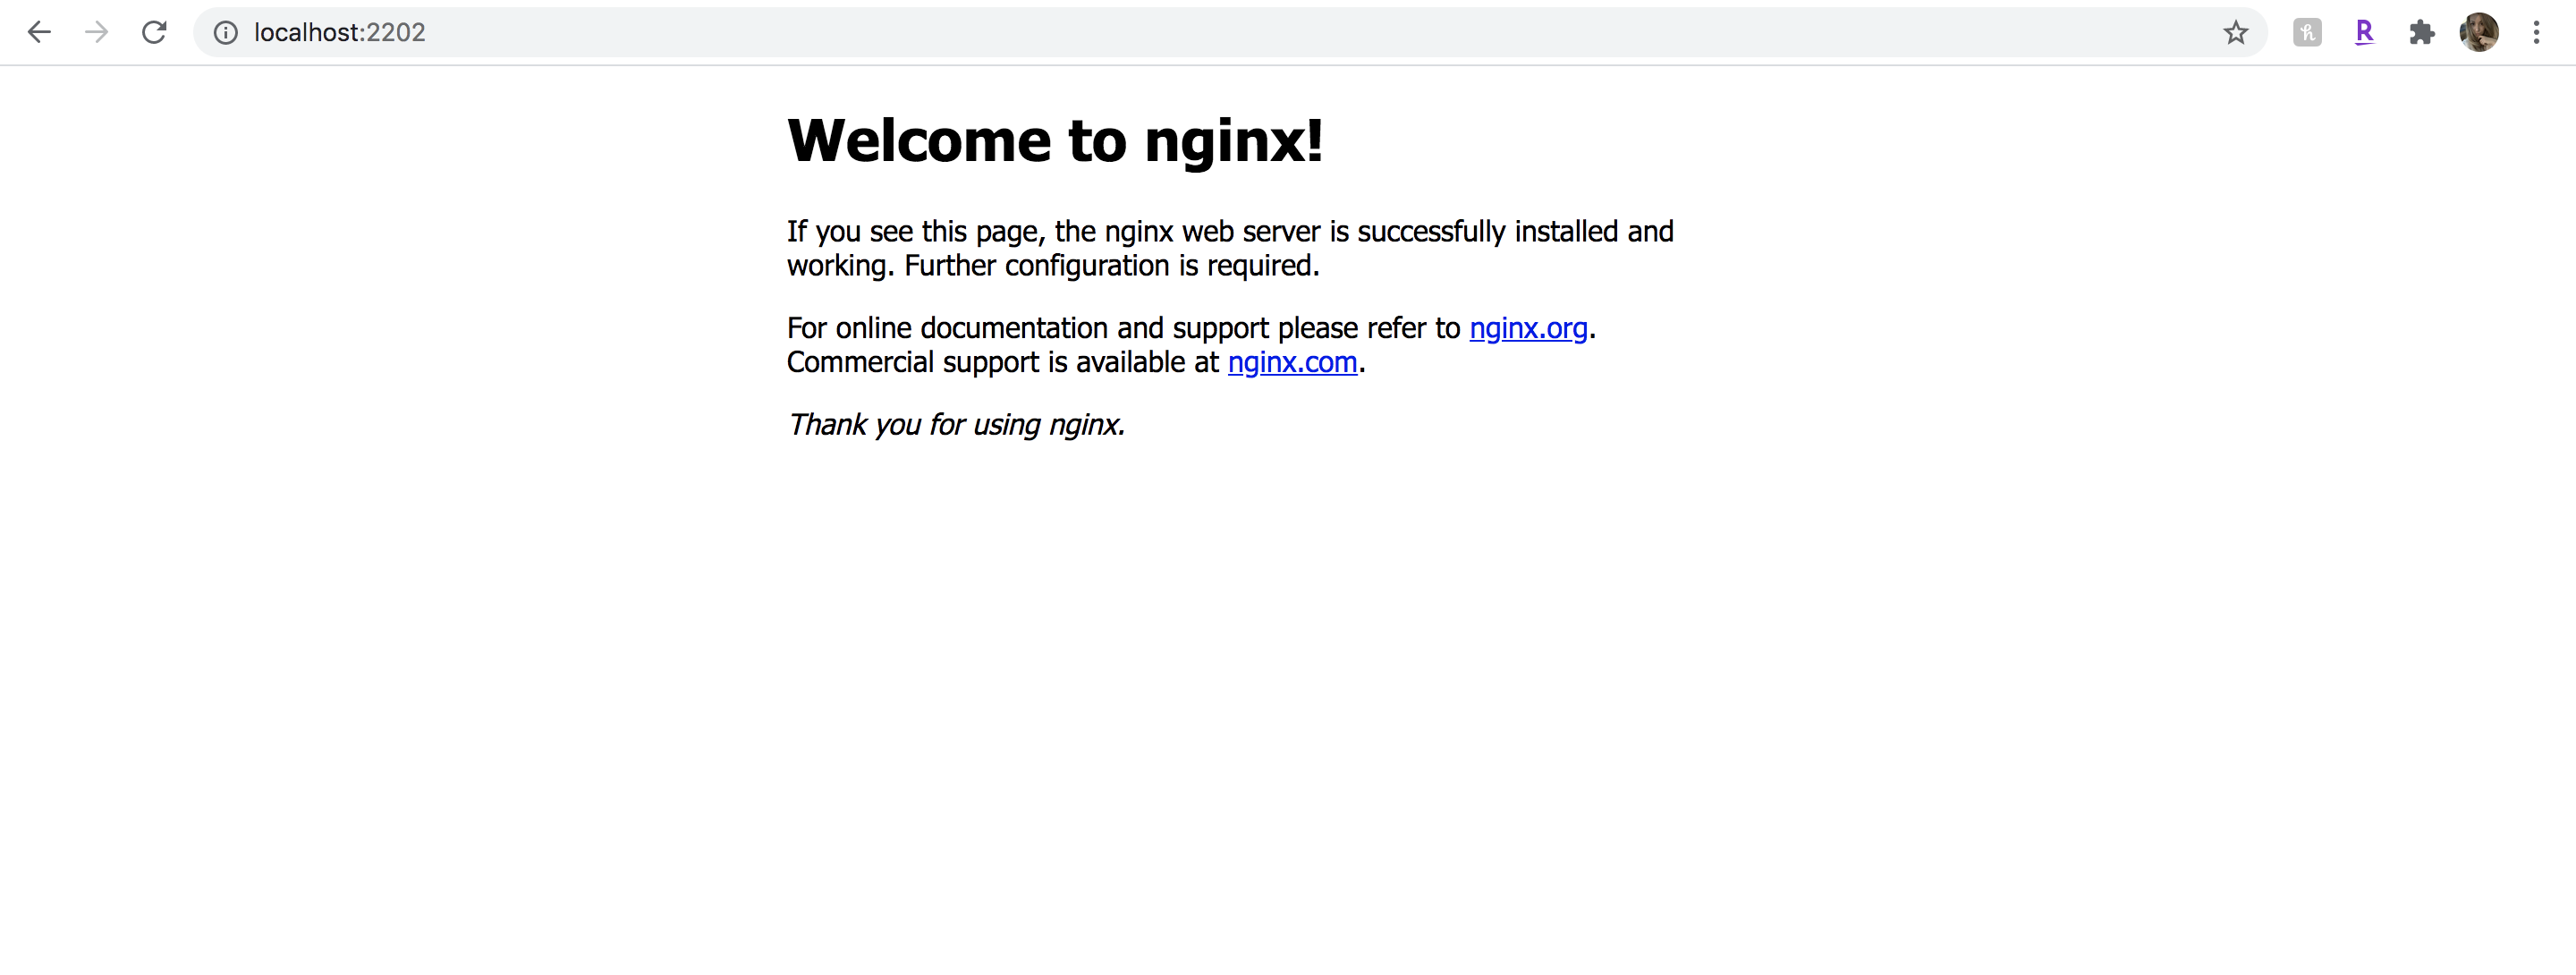 localhost:2202
h
R
Welcome to nginx!
If you see this page, the nginx web server is successfully installed and
working. Further configuration is required.
For online documentation and support please refer to nginx.org.
Commercial support is available at nginx.com.
Thank you for using nginx.